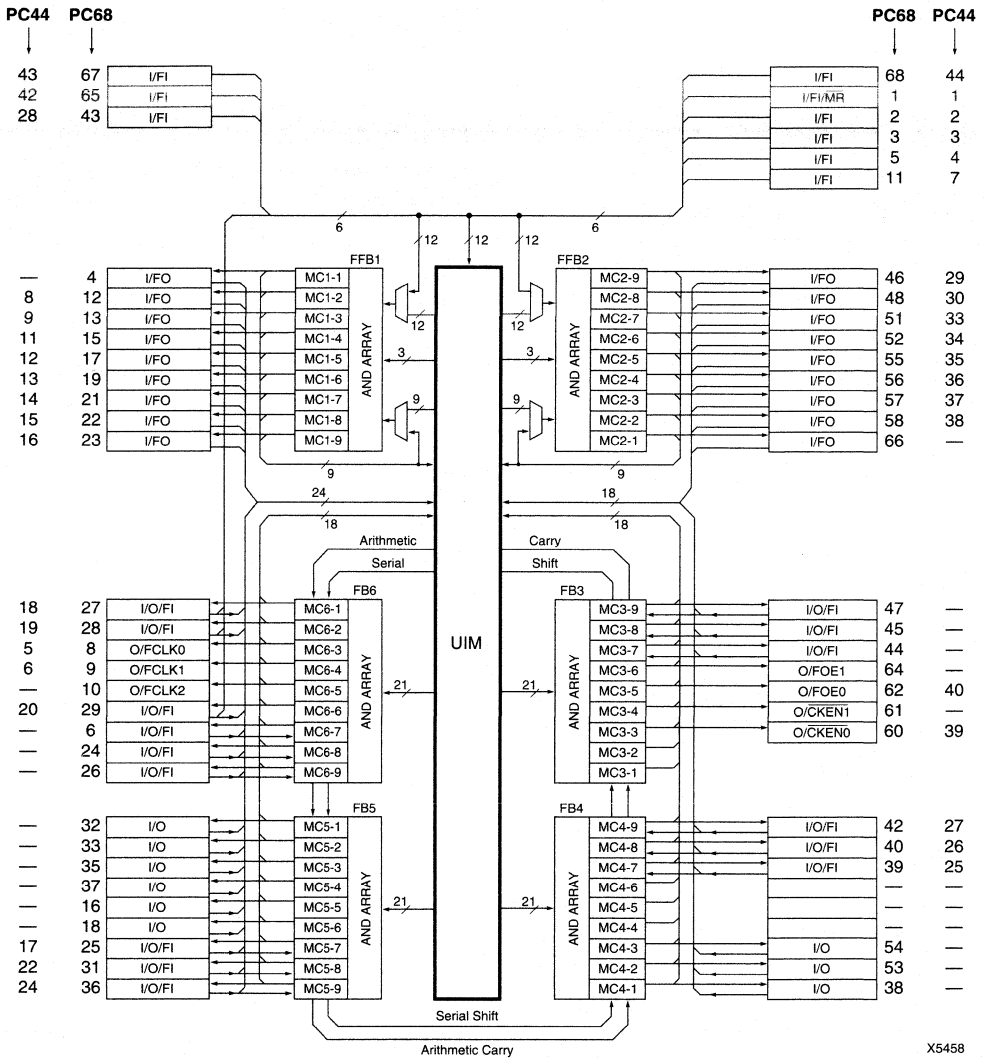 PC44 PC68 PC68 PC44
43 67 I/FI I/FI 68 44
42 65 I/FI I/FI/MR 1 1
28 43 I/FI I/FI 2 2
I/FI 3 3
I/FI 5 4
I/FI 11 7
6 6
12 12 12
FFB1 FFB2
— 4 I/FO MC1-1 MC2-9 I/FO 46 29
8 12 I/FO MC1-2 MC2-8 I/FO 48 30
9 13 I/FO MC1-3 12 12 MC2-7 I/FO 51 33
11 15 I/FO MC1-4 MC2-6 I/FO 52 34
12 17 I/FO MC1-5 AND ARRAY 3 3 AND ARRAY MC2-5 I/FO 55 35
13 19 I/FO MC1-6 MC2-4 I/FO 56 36
14 21 I/FO MC1-7 9 9 MC2-3 I/FO 57 37
15 22 I/FO MC1-8 MC2-2 I/FO 58 38
16 23 I/FO MC1-9 MC2-1 I/FO 66 —
9 9
24 18
18 18
Arithmetic Carry
Serial Shift
FB6 FB3
18 27 I/O/FI MC6-1 MC3-9 I/O/FI 47 —
19 28 I/O/FI MC6-2 MC3-8 I/O/FI 45 —
5 8 O/FCLK0 MC6-3 UIM MC3-7 I/O/FI 44 —
6 9 O/FCLK1 MC6-4 MC3-6 O/FOE1 64 —
— 10 O/FCLK2 MC6-5 AND ARRAY 21 21 AND ARRAY MC3-5 O/FOE0 62 40
20 29 I/O/FI MC6-6 MC3-4 O/CKEN1 61 —
— 6 I/O/FI MC6-7 MC3-3 O/CKEN0 60 39
— 24 I/O/FI MC6-8 MC3-2
— 26 I/O/FI MC6-9 MC3-1
FB5 FB4
— 32 I/O MC5-1 MC4-9 I/O/FI 42 27
— 33 I/O MC5-2 MC4-8 I/O/FI 40 26
— 35 I/O MC5-3 MC4-7 I/O/FI 39 25
— 37 I/O MC5-4 MC4-6 — —
— 16 I/O MC5-5 AND ARRAY 21 21 AND ARRAY MC4-5 — —
— 18 I/O MC5-6 MC4-4 — —
17 25 I/O/FI MC5-7 MC4-3 I/O 54 —
22 31 I/O/FI MC5-8 MC4-2 I/O 53 —
24 36 I/O/FI MC5-9 MC4-1 I/O 38 —
Serial Shift
Arithmetic Carry
X5458